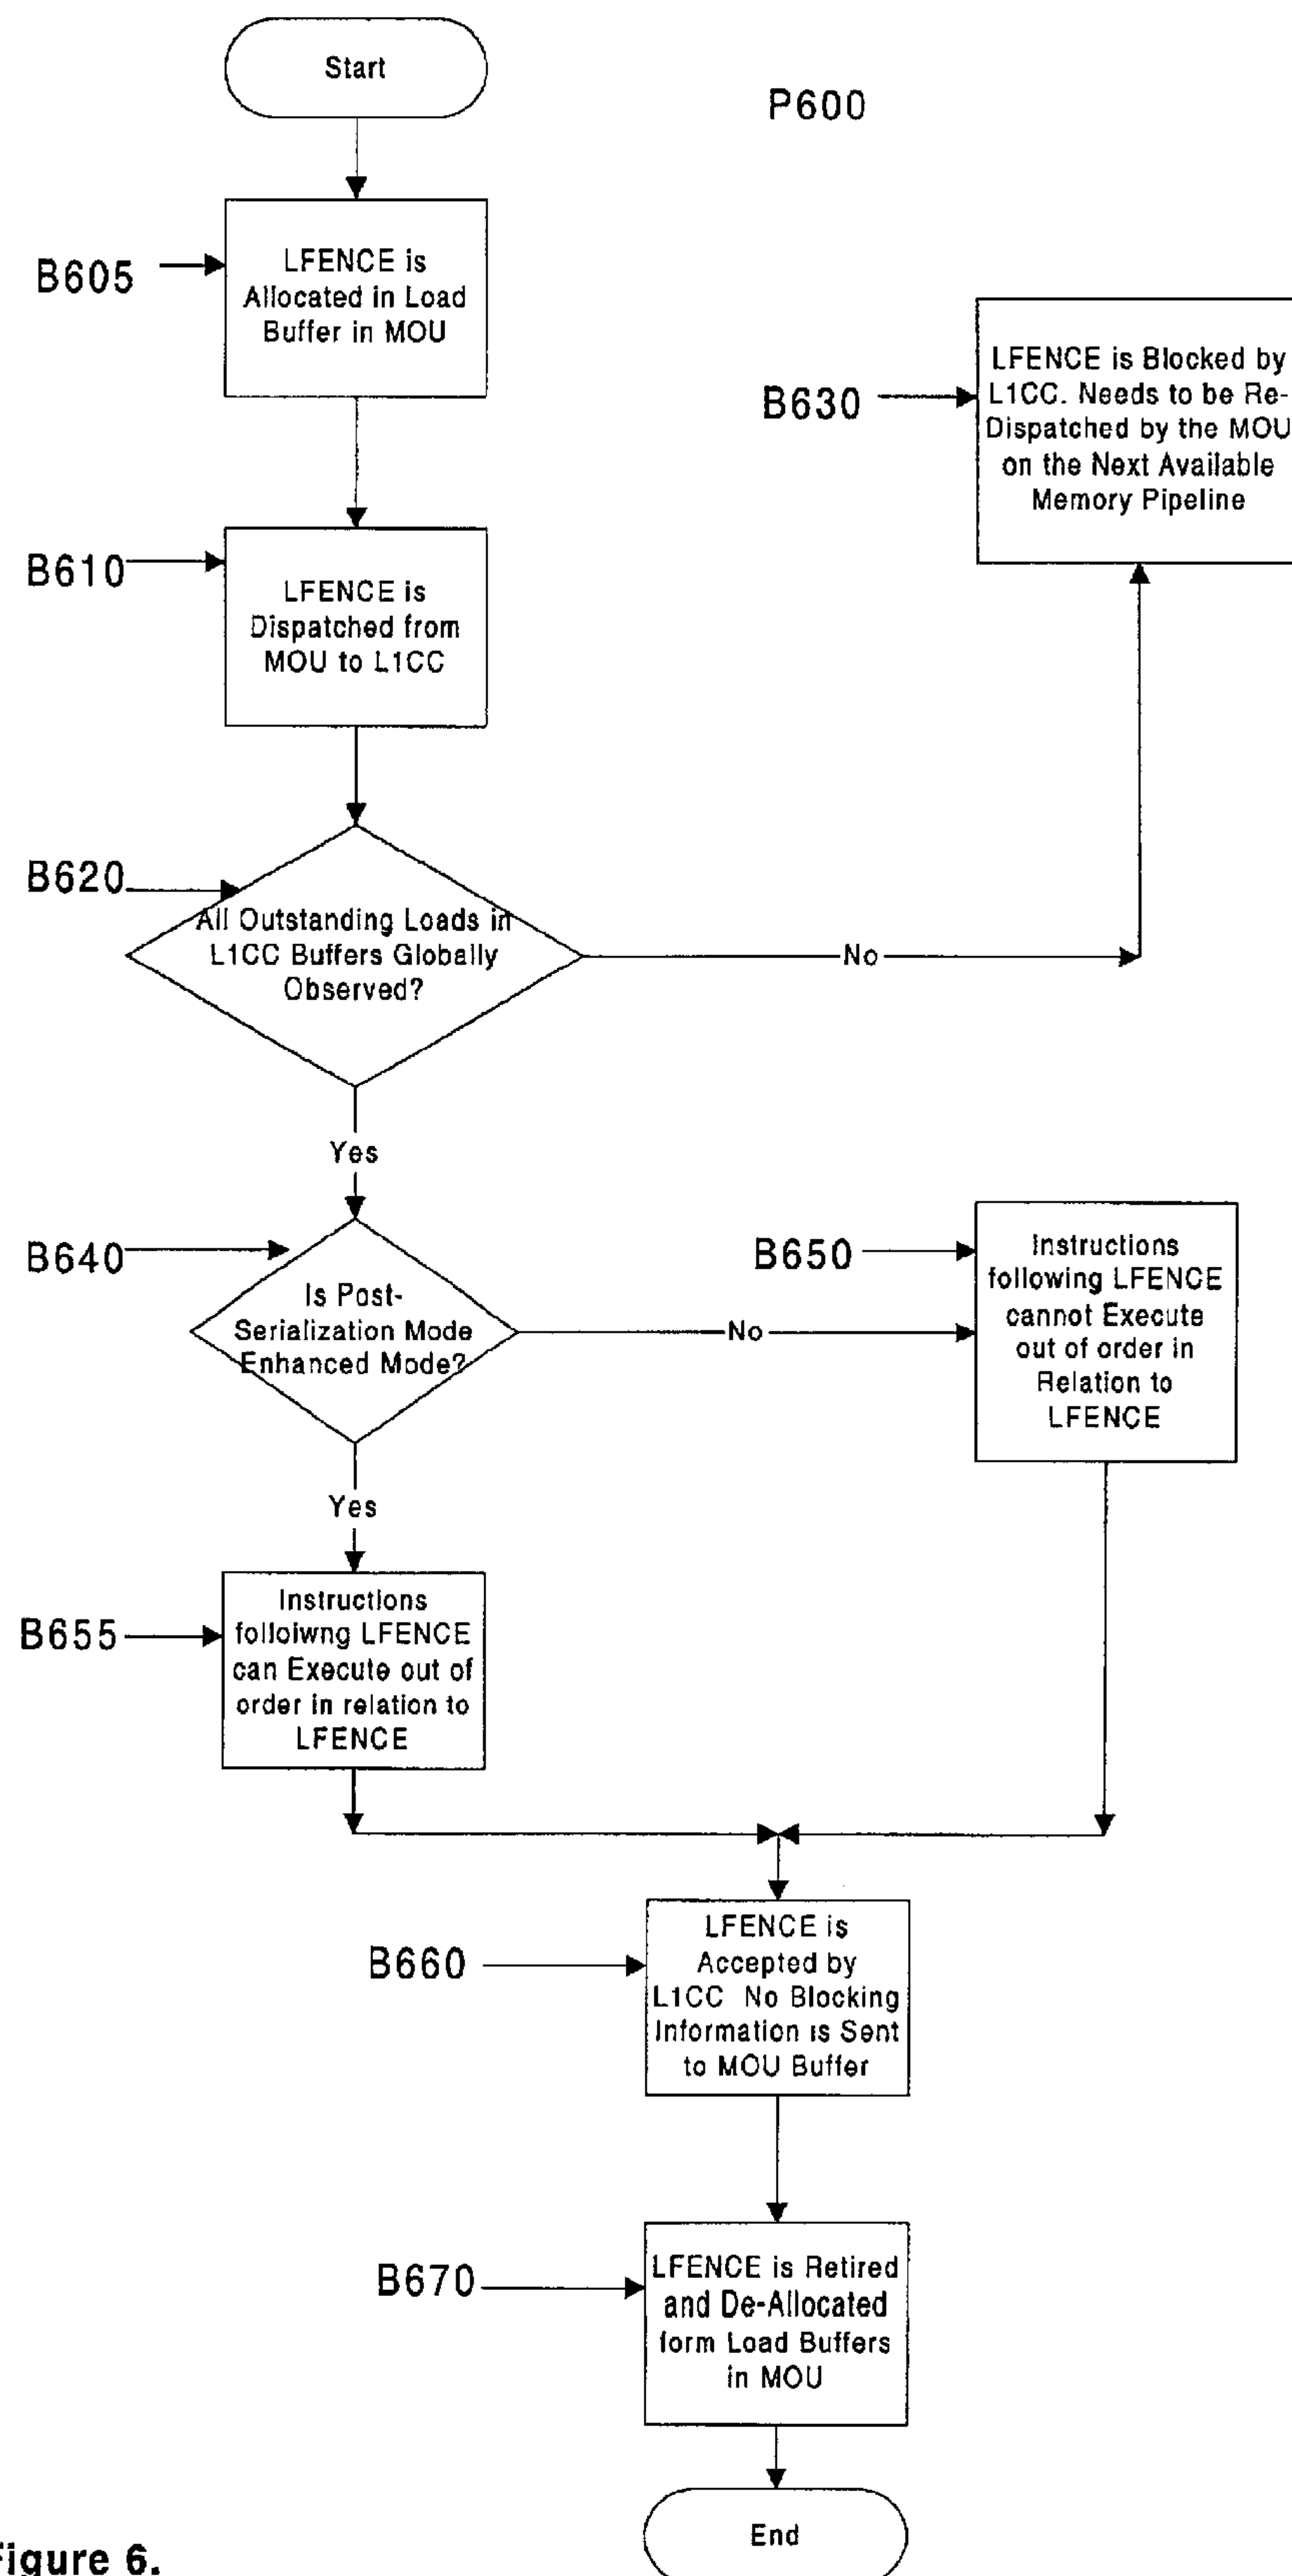 Start
P600
B605
LFENCE is
Allocated in Load
Buffer in MOU
B630
LFENCE is Blocked by
L1CC. Needs to be Re-
Dispatched by the MOU
on the Next Available
Memory Pipeline
B610
LFENCE is
Dispatched from
MOU to L1CC
B620
All Outstanding Loads in
L1CC Buffers Globally
Observed?
No
Yes
B640
Is Post-
Serialization Mode
Enhanced Mode?
No
B650
Instructions
following LFENCE
cannot Execute
out of order in
Relation to
LFENCE
Yes
B655
Instructions
folloiwng LFENCE
can Execute out of
order in relation to
LFENCE
B660
LFENCE is
Accepted by
L1CC No Blocking
Information is Sent
to MOU Buffer
B670
LFENCE is Retired
and De-Allocated
form Load Buffers
in MOU
End
Figure 6.